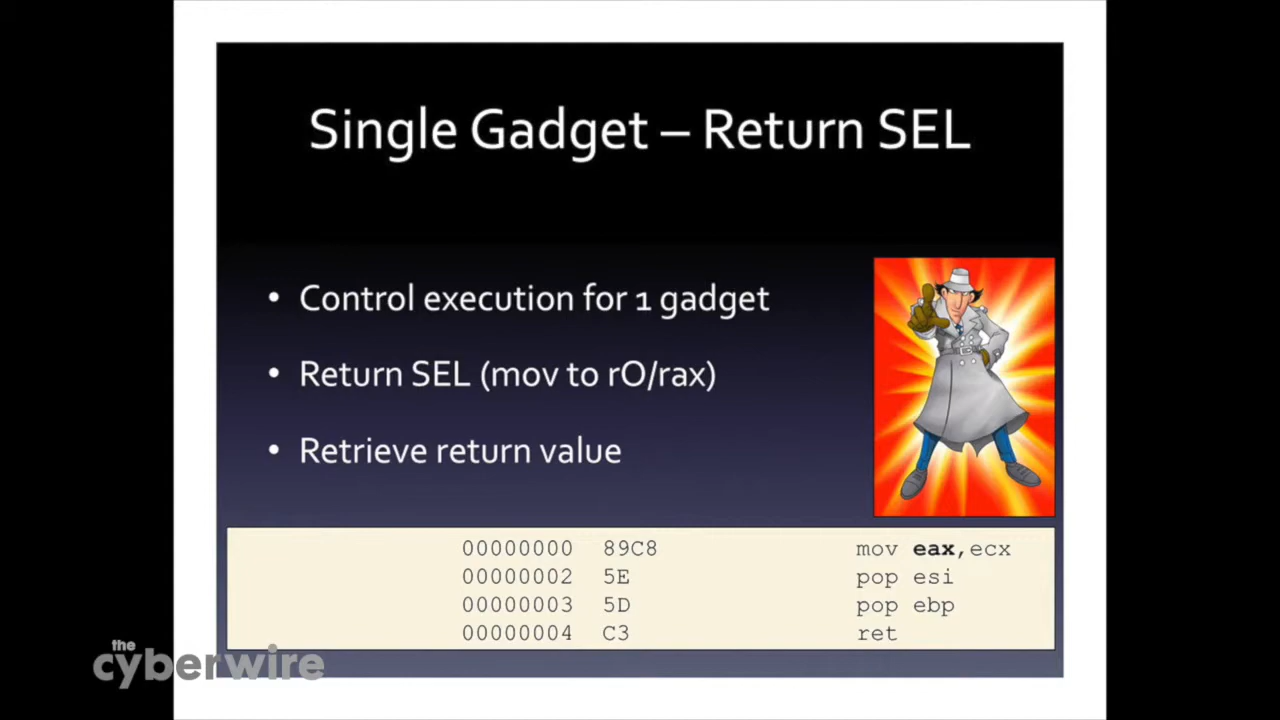 Single Gadget – Return SEL
• Control execution for 1 gadget
• Return SEL (mov to rO/rax)
• Retrieve return value
00000000 89C8 mov eax,ecx
00000002 5E pop esi
00000003 5D pop ebp
00000004 C3 ret
the
cyberwire